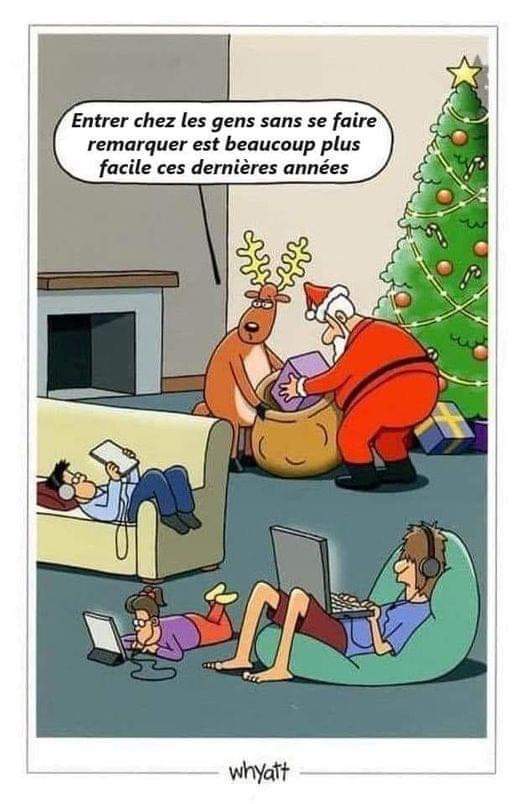 Entrer chez les gens sans se faire
remarquer est beaucoup plus
facile ces dernières années
whyatt